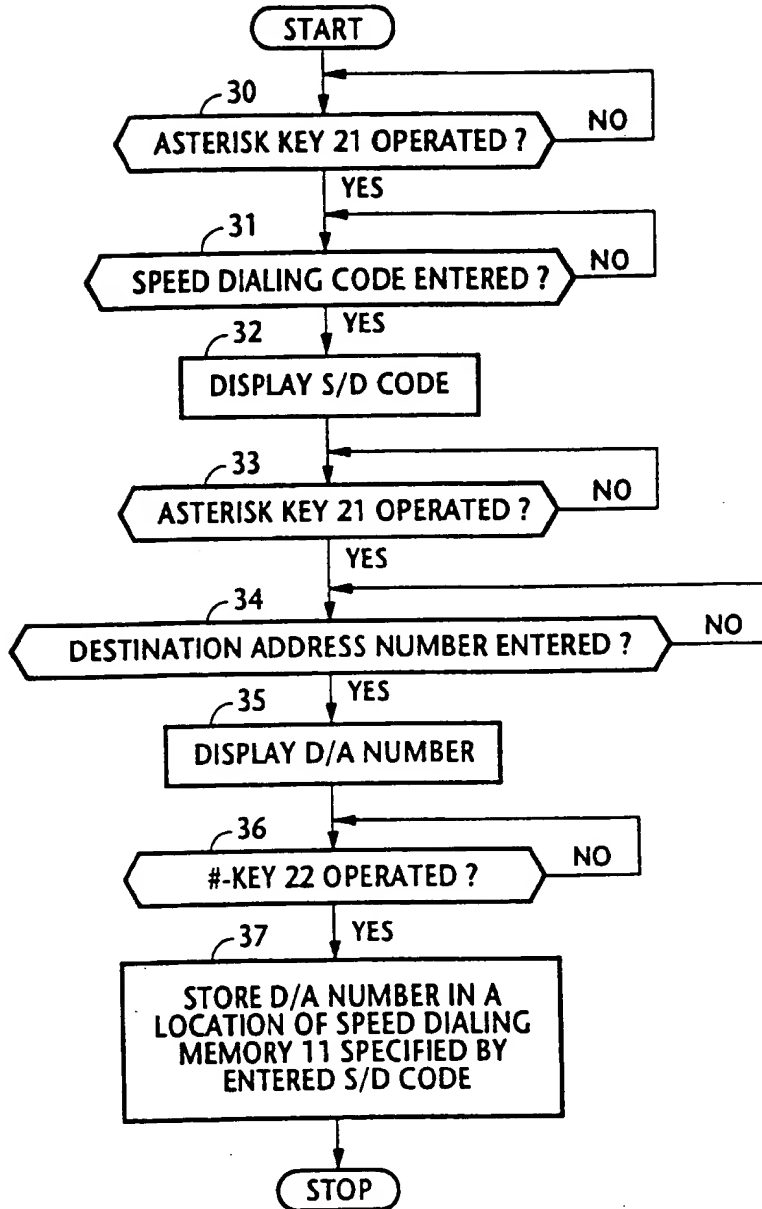 START
30
ASTERISK KEY 21 OPERATED ?
NO
YES
31
SPEED DIALING CODE ENTERED ?
NO
YES
32
DISPLAY S/D CODE
33
ASTERISK KEY 21 OPERATED ?
NO
YES
34
DESTINATION ADDRESS NUMBER ENTERED ?
NO
YES
35
DISPLAY D/A NUMBER
36
#-KEY 22 OPERATED ?
NO
YES
37
STORE D/A NUMBER IN A
LOCATION OF SPEED DIALING
MEMORY 11 SPECIFIED BY
ENTERED S/D CODE
STOP